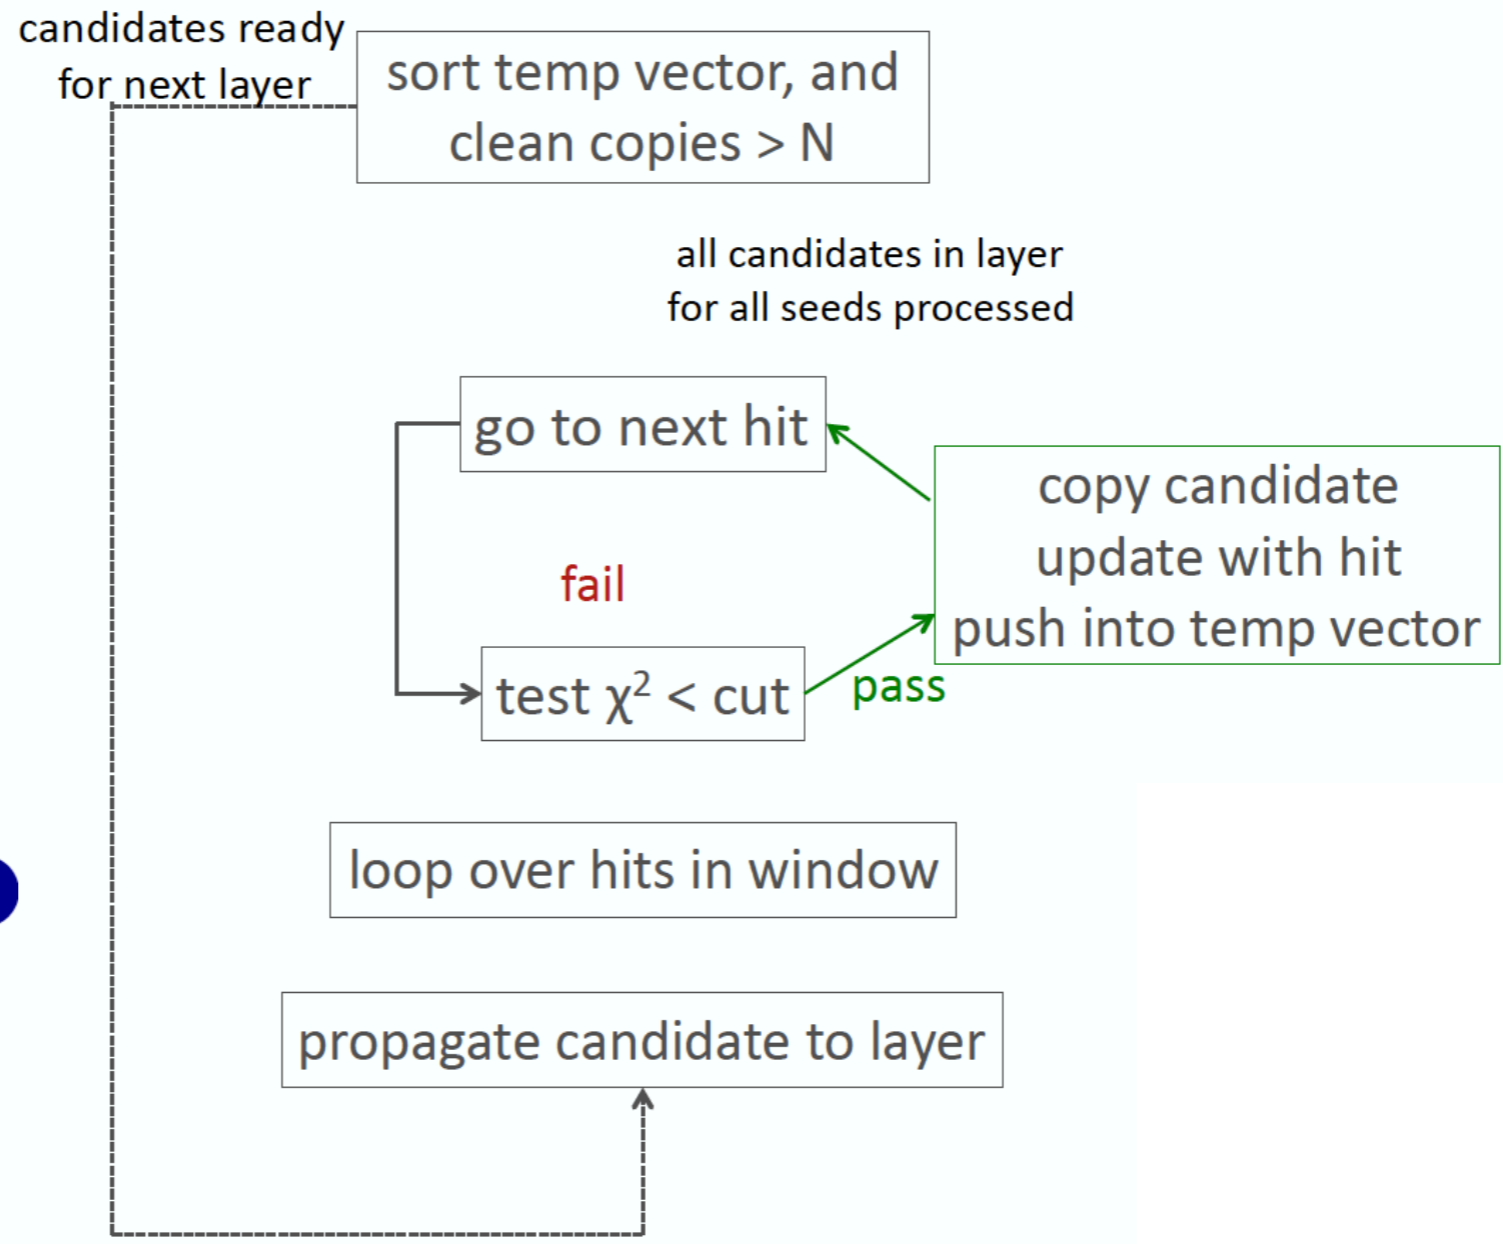 candidates ready
for next layer
sort temp vector, and
clean copies > N
all candidates in layer
for all seeds processed
go to next hit
copy candidate
update with hit
push into temp vector
fail
test χ² < cut
pass
loop over hits in window
propagate candidate to layer